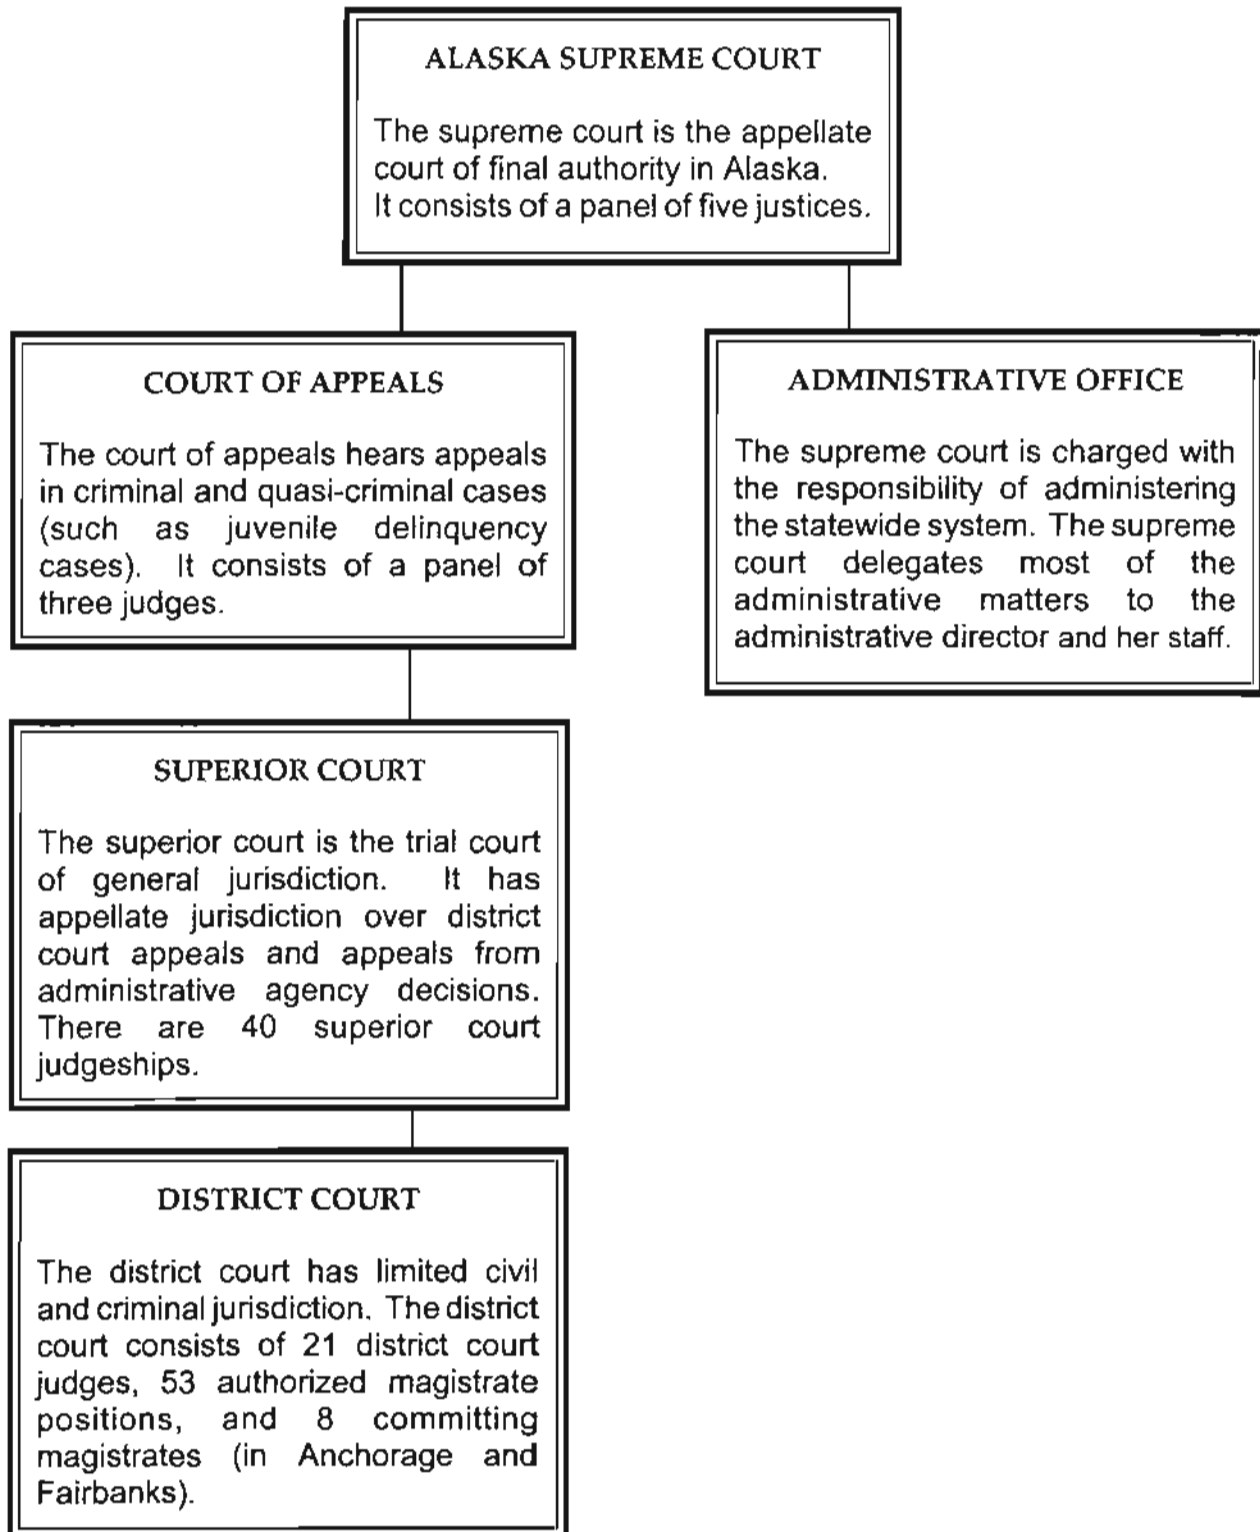 ALASKA SUPREME COURT
The supreme court is the appellate
court of final authority in Alaska.
It consists of a panel of five justices.
COURT OF APPEALS
The court of appeals hears appeals
in criminal and quasi-criminal cases
(such as juvenile delinquency
cases). It consists of a panel of
three judges.
ADMINISTRATIVE OFFICE
The supreme court is charged with
the responsibility of administering
the statewide system. The supreme
court delegates most of the
administrative matters to the
administrative director and her staff.
SUPERIOR COURT
The superior court is the trial court
of general jurisdiction. It has
appellate jurisdiction over district
court appeals and appeals from
administrative agency decisions.
There are 40 superior court
judgeships.
DISTRICT COURT
The district court has limited civil
and criminal jurisdiction. The district
court consists of 21 district court
judges, 53 authorized magistrate
positions, and 8 committing
magistrates (in Anchorage and
Fairbanks).